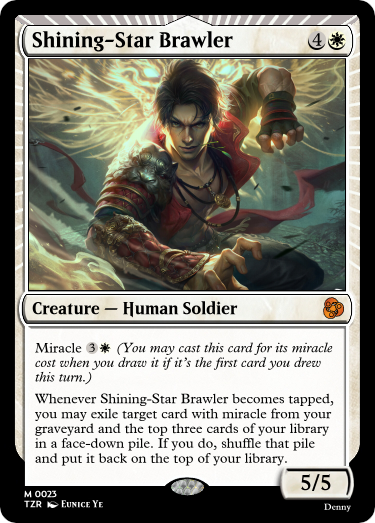 Shining-Star Brawler 4
Creature — Human Soldier
Miracle 3 (You may cast this card for its miracle
cost when you draw it if it's the first card you drew
this turn.)
Whenever Shining-Star Brawler becomes tapped,
you may exile target card with miracle from your
graveyard and the top three cards of your library
in a face-down pile. If you do, shuffle that pile
and put it back on the top of your library.
5/5
M 0023
TZR Eunice Ye
Denny